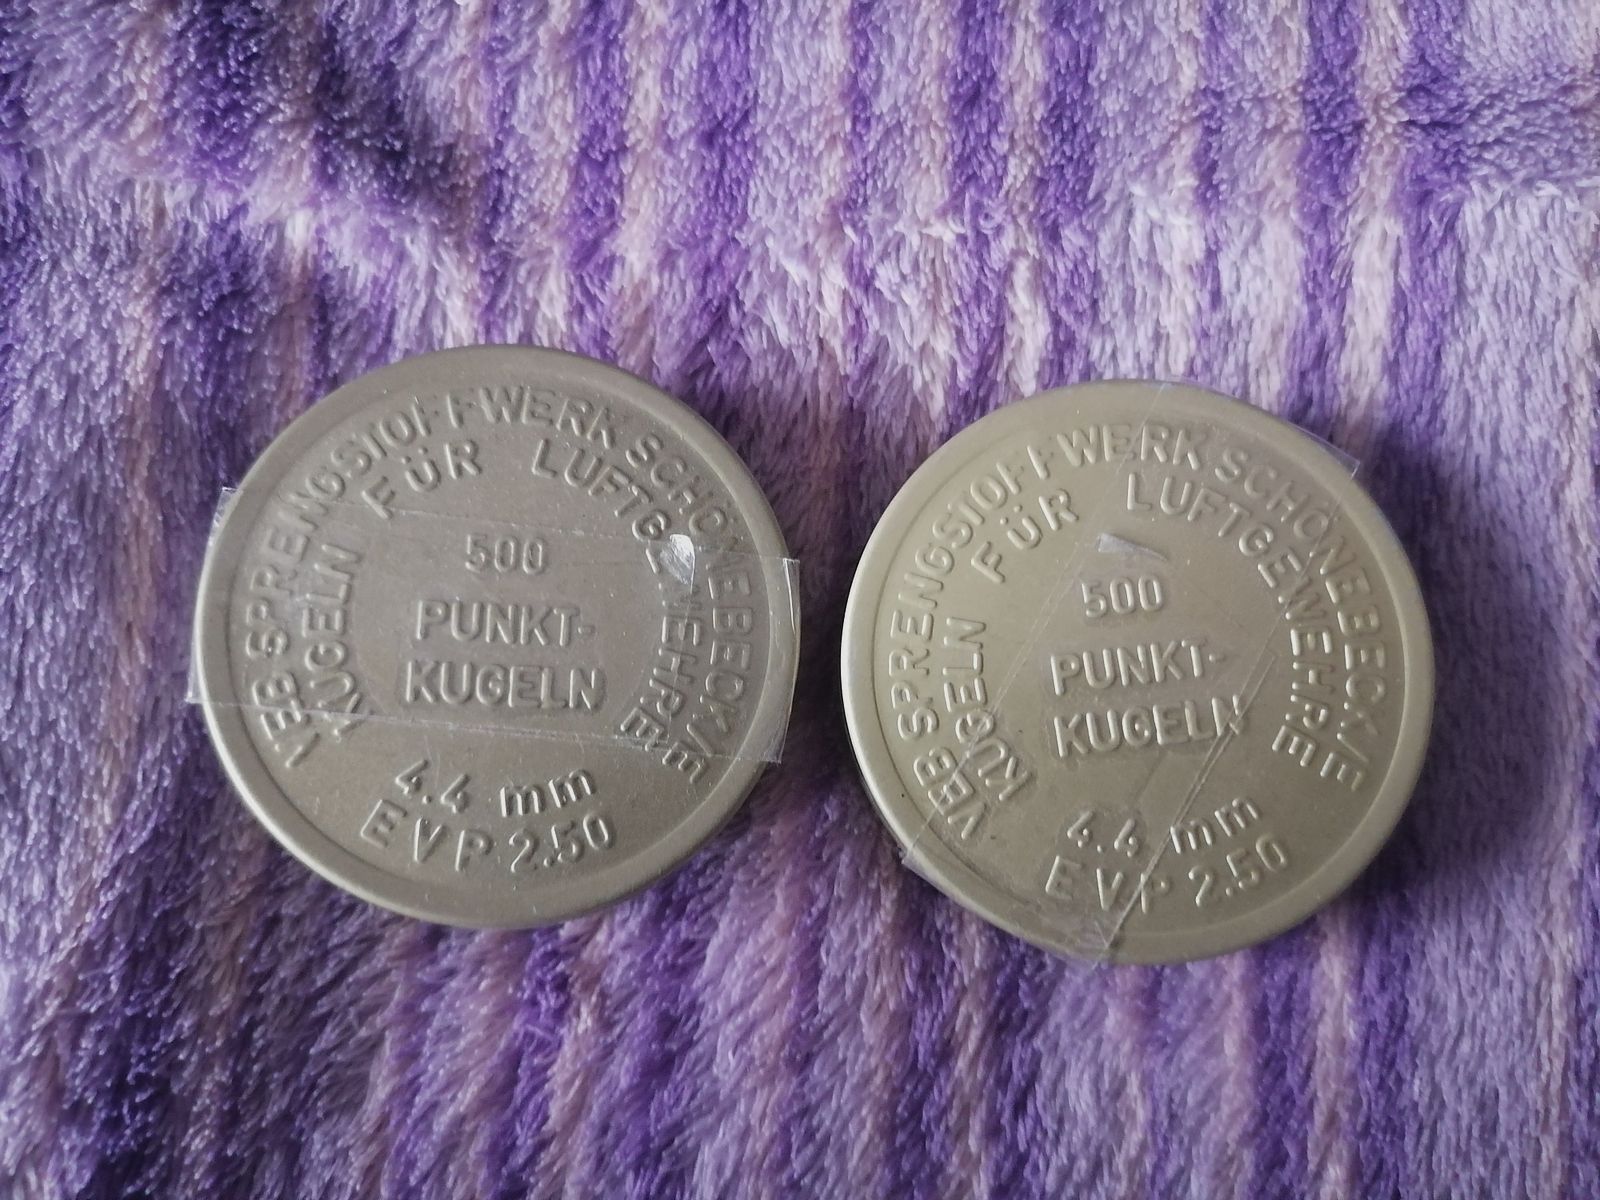 VEB SPRENGSTOFFWERK SCHÖNEBECK/E
KUGELN FÜR LUFTGEWEHRE
500
PUNKT-
KUGELN
4.4 mm
EVP 2.50
VEB SPRENGSTOFFWERK SCHÖNEBECK/E
KUGELN FÜR LUFTGEWEHRE
500
PUNKT-
KUGELN
4.4 mm
EVP 2.50